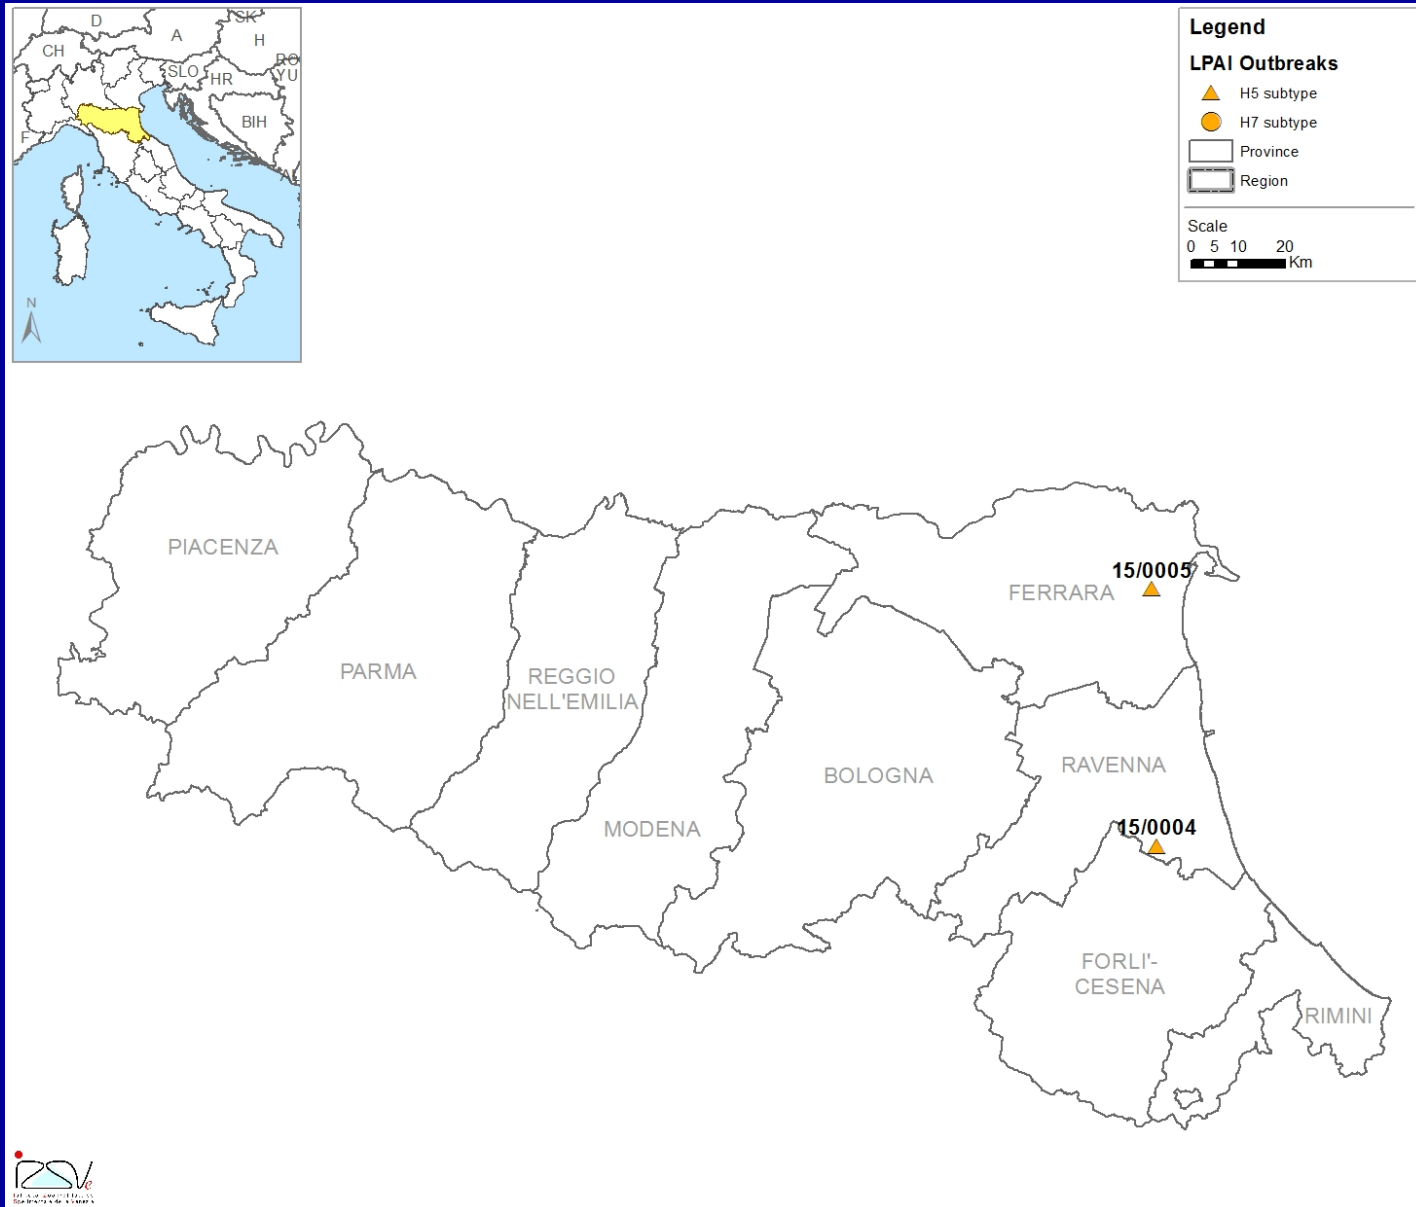 D
SK
A
H
CH
RO
SLO
HR
YU
BIH
F
AL
N
Legend
LPAI Outbreaks
H5 subtype
H7 subtype
Province
Region
Scale
0 5 10 20
Km
PIACENZA
15/0005
FERRARA
PARMA
REGGIO
NELL'EMILIA
RAVENNA
BOLOGNA
MODENA
15/0004
FORLI'-
CESENA
RIMINI